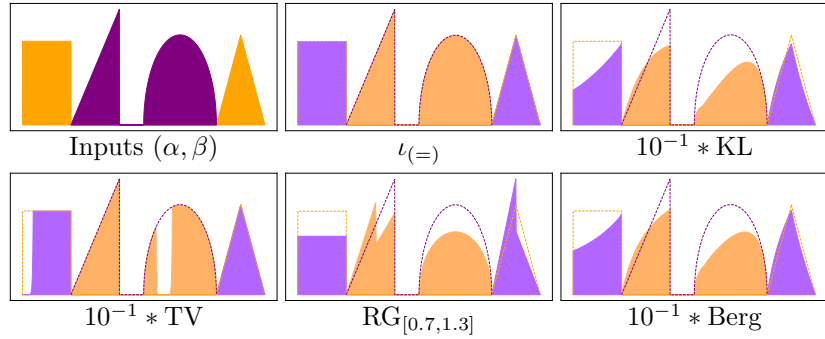 Inputs (α, β)
ι(=)
10⁻¹ * KL
10⁻¹ * TV
RG[0.7,1.3]
10⁻¹ * Berg